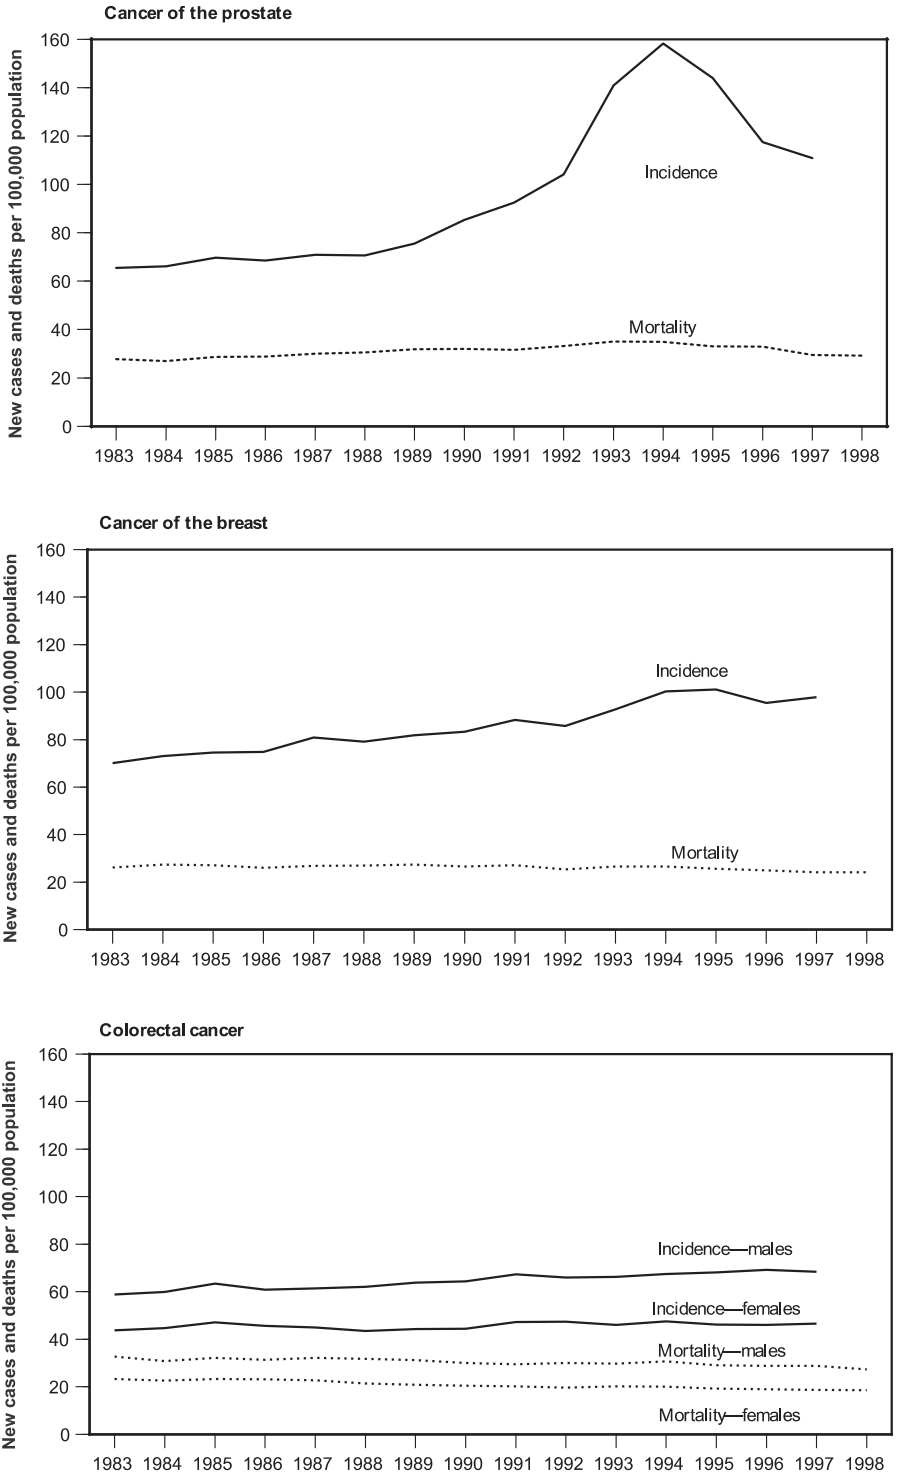 Cancer of the prostate
New cases and deaths per 100,000 population
160
140
120
100
80
60
40
20
0
Incidence
Mortality
1983 1984 1985 1986 1987 1988 1989 1990 1991 1992 1993 1994 1995 1996 1997 1998
Cancer of the breast
New cases and deaths per 100,000 population
160
140
120
100
80
60
40
20
0
Incidence
Mortality
1983 1984 1985 1986 1987 1988 1989 1990 1991 1992 1993 1994 1995 1996 1997 1998
Colorectal cancer
New cases and deaths per 100,000 population
160
140
120
100
80
60
40
20
0
Incidence—males
Incidence—females
Mortality—males
Mortality—females
1983 1984 1985 1986 1987 1988 1989 1990 1991 1992 1993 1994 1995 1996 1997 1998